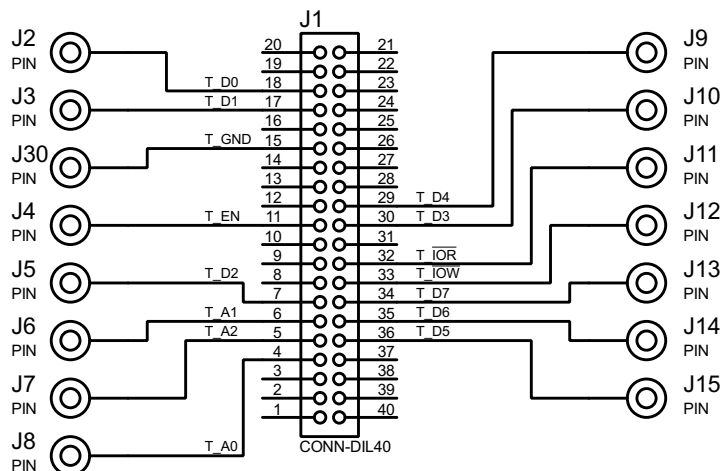 J1
J2
PIN
J3
PIN
J30
PIN
J4
PIN
J5
PIN
J6
PIN
J7
PIN
J8
PIN
20 21
19 22
T_D0 18 23
T_D1 17 24
16 25
T_GND 15 26
14 27
13 28
12 29 T_D4
T_EN 11 30 T_D3
10 31
9 32 T_IOR
8 33 T_IOW
T_D2 7 34 T_D7
T_A1 6 35 T_D6
T_A2 5 36 T_D5
4 37
3 38
2 39
1 40
T_A0
CONN-DIL40
J9
PIN
J10
PIN
J11
PIN
J12
PIN
J13
PIN
J14
PIN
J15
PIN